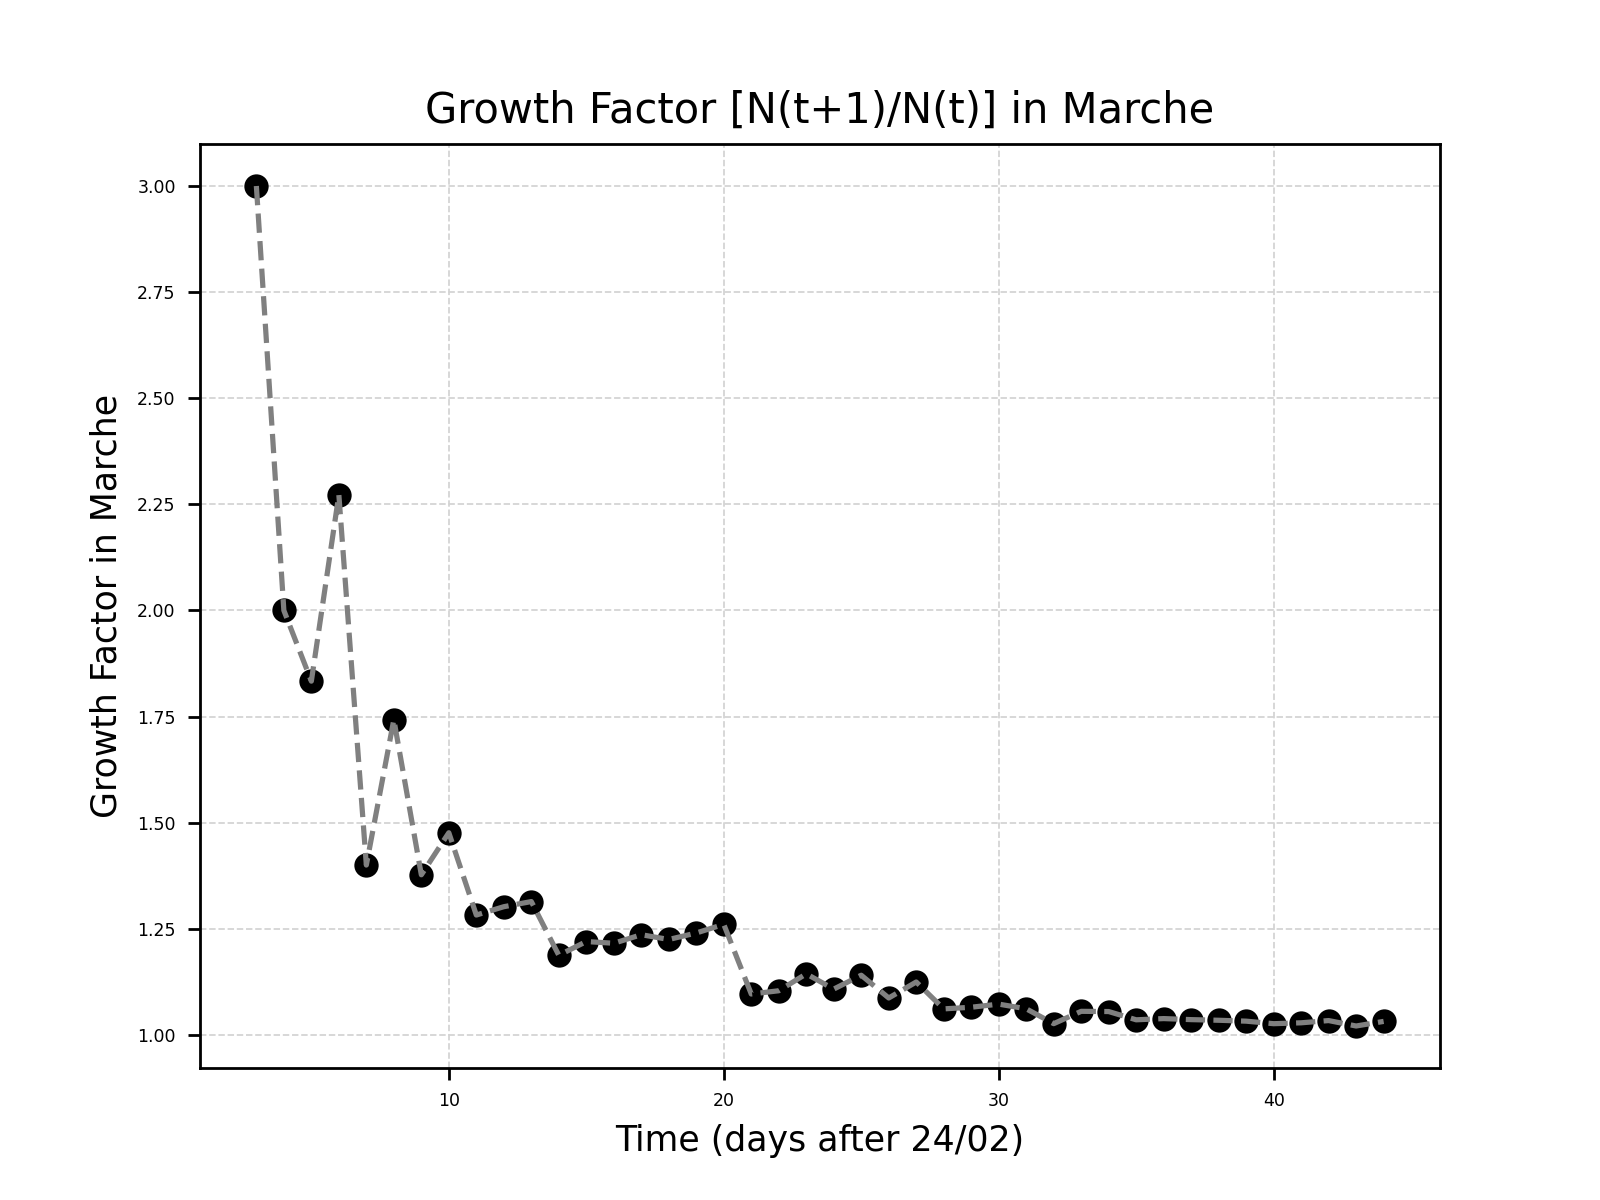 Growth Factor [N(t+1)/N(t)] in Marche
Growth Factor in Marche
3.00
2.75
2.50
2.25
2.00
1.75
1.50
1.25
1.00
10 20 30 40
Time (days after 24/02)